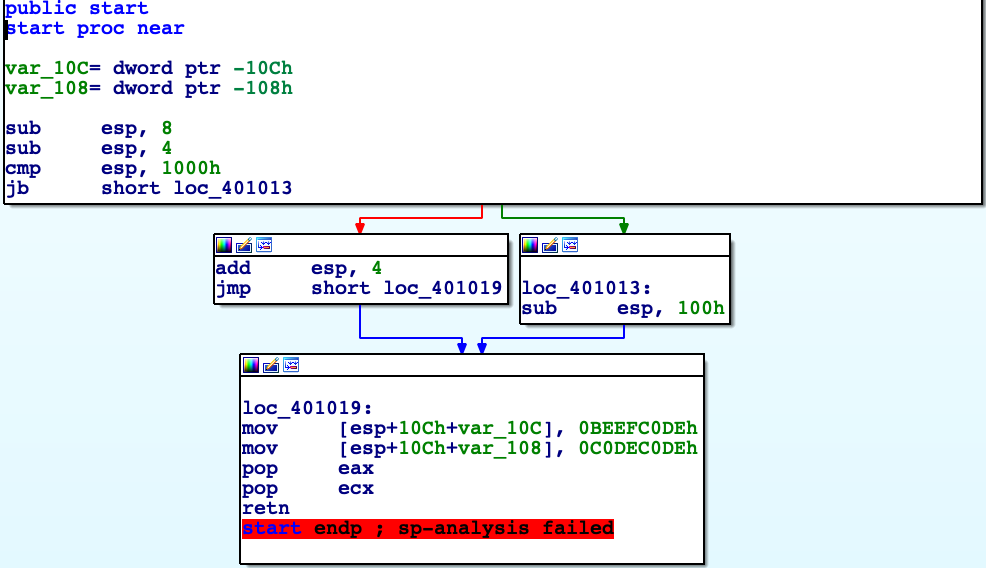 public start
start proc near
var_10C= dword ptr -10Ch
var_108= dword ptr -108h
sub esp, 8
sub esp, 4
cmp esp, 1000h
jb short loc_401013
add esp, 4
jmp short loc_401019
loc_401013:
sub esp, 100h
loc_401019:
mov [esp+10Ch+var_10C], 0BEEFC0DEh
mov [esp+10Ch+var_108], 0C0DEC0DEh
pop eax
pop ecx
retn
start endp ; sp-analysis failed